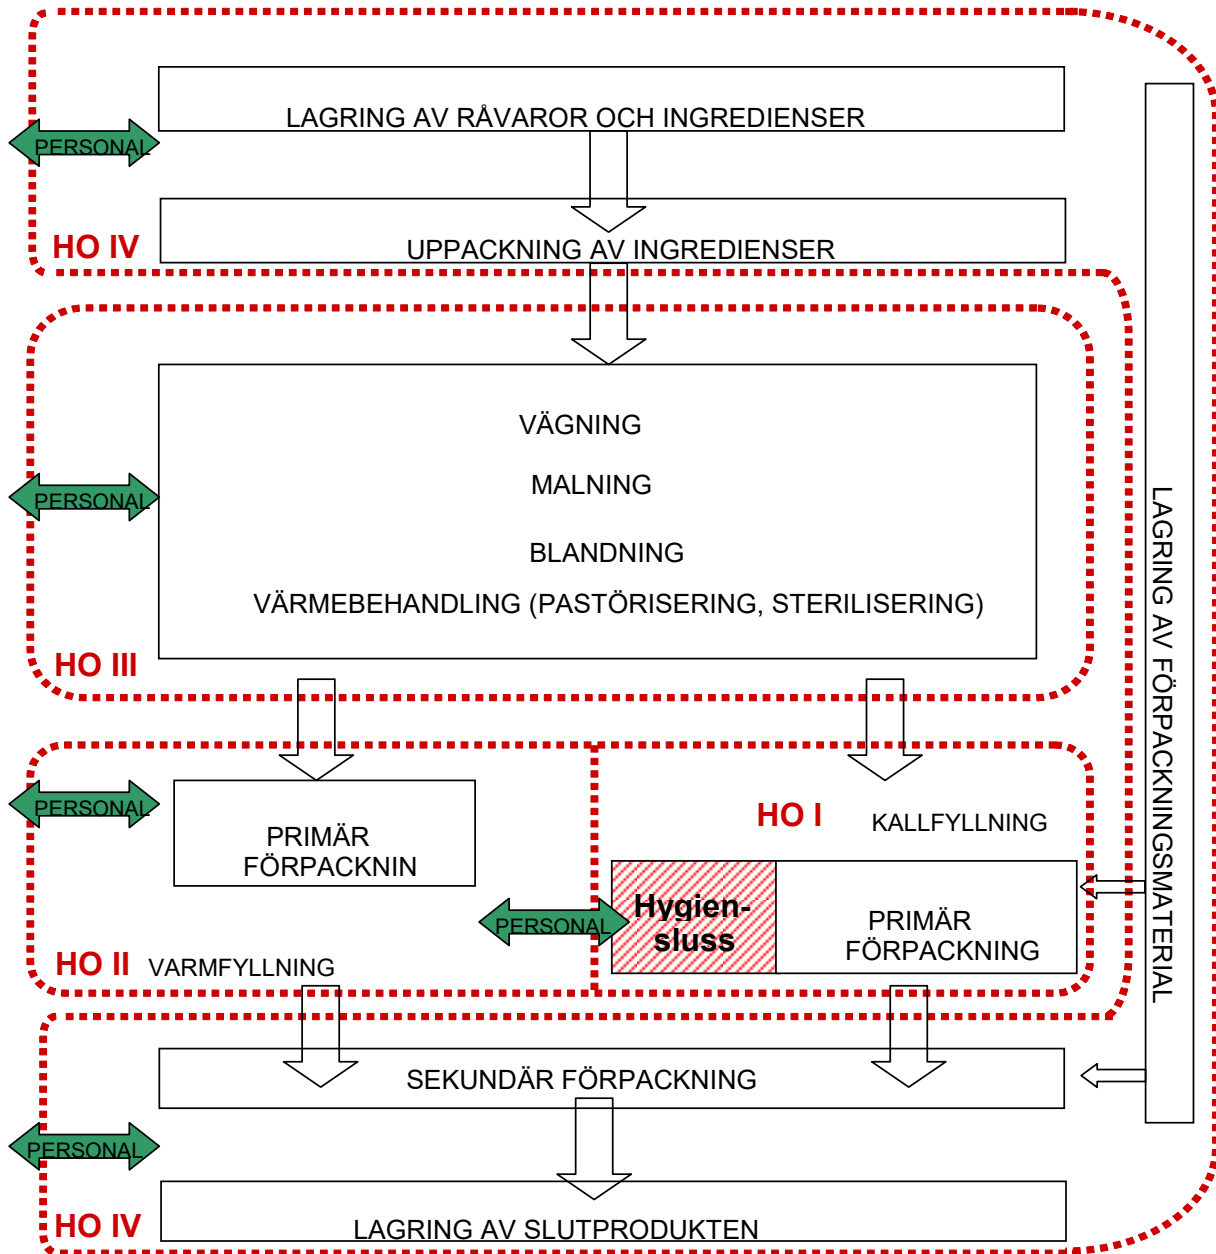 LAGRING AV RÅVAROR OCH INGREDIENSER
PERSONAL
HO IV
UPPACKNING AV INGREDIENSER
VÄGNING
MALNING
PERSONAL
BLANDNING
VÄRMEBEHANDLING (PASTÖRISERING, STERILISERING)
HO III
LAGRING AV FÖRPACKNINGSMATERIAL
PERSONAL
PRIMÄR
FÖRPACKNIN
HO I
KALLFYLLNING
PERSONAL
Hygien-
sluss
PRIMÄR
FÖRPACKNING
HO II
VARMFYLLNING
SEKUNDÄR FÖRPACKNING
PERSONAL
HO IV
LAGRING AV SLUTPRODUKTEN